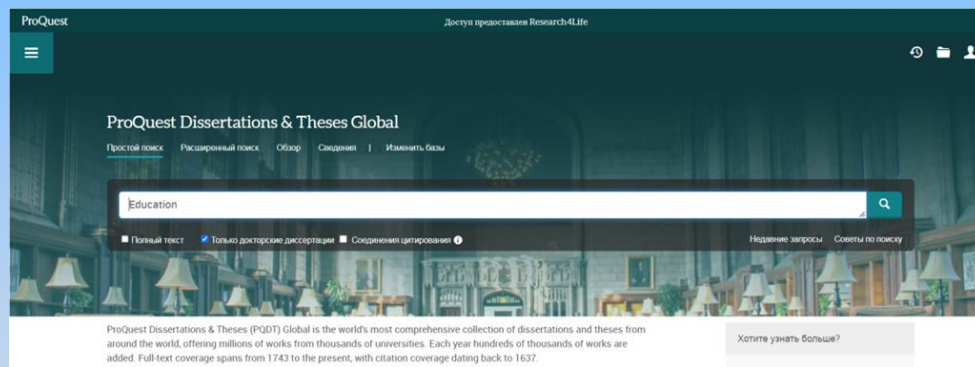 ProQuest
Доступ предоставлен Research4Life
ProQuest Dissertations & Theses Global
Простой поиск Расширенный поиск Обзор Сведения | Изменить базы
Education
Полный текст Только докторские диссертации Соединения цитирования
Недавние запросы Советы по поиску
ProQuest Dissertations & Theses (PQDT) Global is the world's most comprehensive collection of dissertations and theses from
around the world, offering millions of works from thousands of universities. Each year hundreds of thousands of works are
added. Full-text coverage spans from 1743 to the present, with citation coverage dating back to 1637.
Хотите узнать больше?